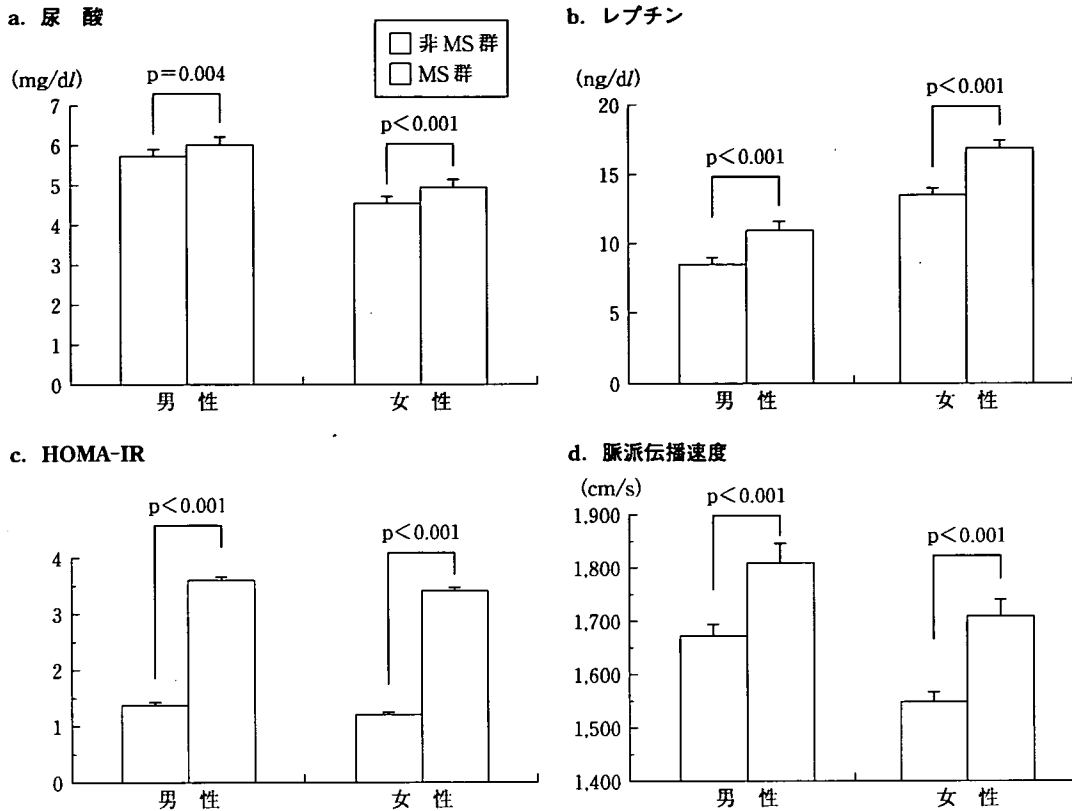 a. 尿 酸
(mg/dl)
非MS群
MS群
p=0.004
p<0.001
7
6
5
4
3
2
1
0
男 性
女 性
b. レプチン
(ng/dl)
p<0.001
p<0.001
20
15
10
5
0
男 性
女 性
c. HOMA-IR
p<0.001
p<0.001
4
3
2
1
0
男 性
女 性
d. 脈派伝播速度
(cm/s)
p<0.001
p<0.001
1,900
1,800
1,700
1,600
1,500
1,400
男 性
女 性